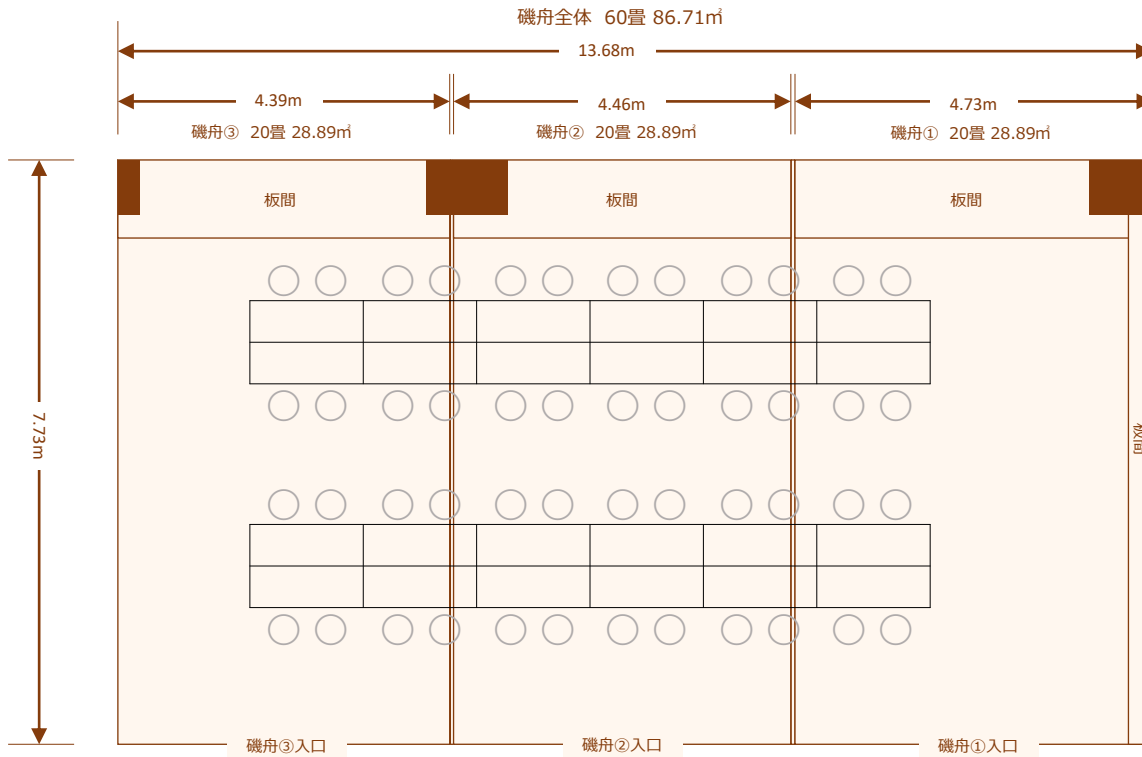 磯舟全体 60畳 86.71㎡
13.68m
4.39m
4.46m
4.73m
磯舟③ 20畳 28.89㎡
磯舟② 20畳 28.89㎡
磯舟① 20畳 28.89㎡
板間
板間
板間
7.73m
板間
磯舟③入口
磯舟②入口
磯舟①入口